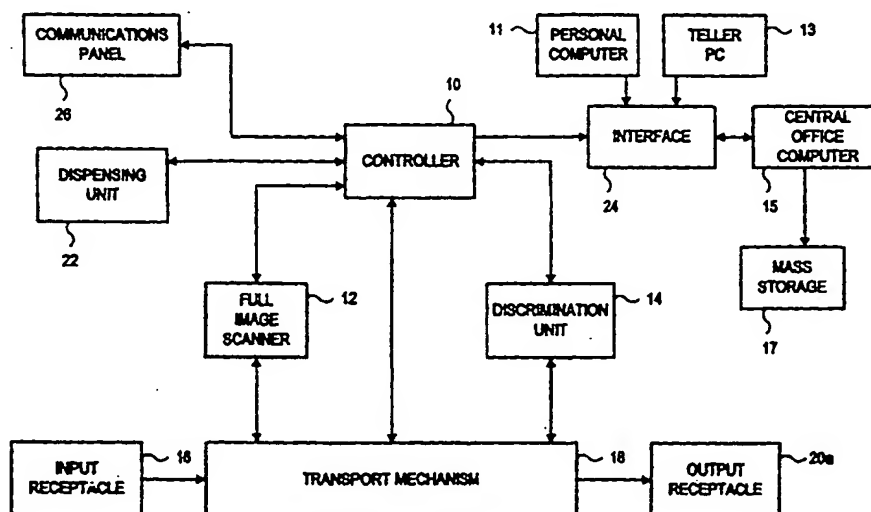 COMMUNICATIONS
PANEL
26
11
PERSONAL
COMPUTER
TELLER
PC
13
10
CONTROLLER
INTERFACE
24
CENTRAL
OFFICE
COMPUTER
15
DISPENSING
UNIT
22
FULL
IMAGE
SCANNER
12
DISCRIMINATION
UNIT
14
MASS
STORAGE
17
INPUT
RECEPTACLE
16
TRANSPORT MECHANISM
18
OUTPUT
RECEPTACLE
20a